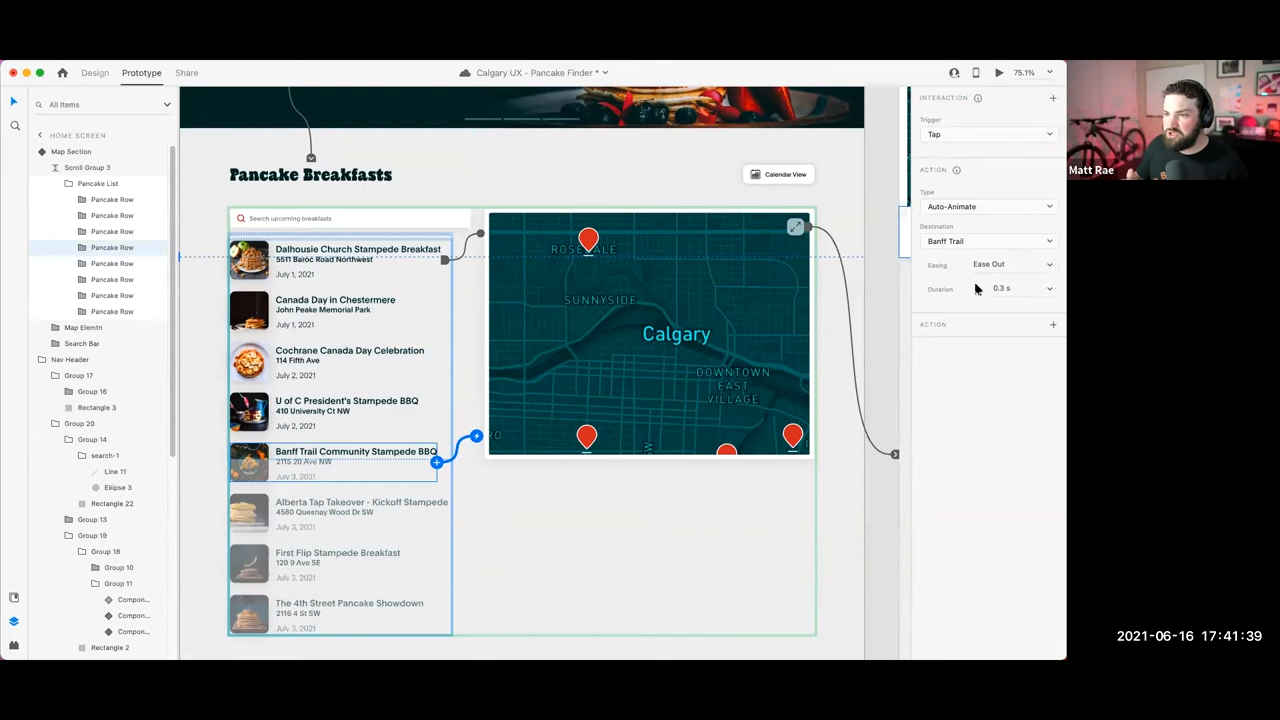 Design
Prototype
Share
Calgary UX - Pancake Finder *
75.1%
All Items
HOME SCREEN
Map Section
Scroll Group 3
Pancake List
Pancake Row
Pancake Row
Pancake Row
Pancake Row
Pancake Row
Pancake Row
Pancake Row
Pancake Row
Map Elemtn
Search Bar
Nav Header
Group 17
Group 16
Rectangle 3
Group 20
Group 14
search-1
Line 11
Ellipse 3
Rectangle 22
Group 13
Group 19
Group 18
Group 10
Group 11
Compon...
Compon...
Compon...
Rectangle 2
Pancake Breakfasts
Calendar View
Search upcoming breakfasts
Dalhousie Church Stampede Breakfast
5511 Baroc Road Northwest
July 1, 2021
Canada Day in Chestermere
John Peake Memorial Park
July 1, 2021
Cochrane Canada Day Celebration
114 Fifth Ave
July 2, 2021
U of C President's Stampede BBQ
410 University Ct NW
July 2, 2021
Banff Trail Community Stampede BBQ
2115 20 Ave NW
July 3, 2021
Alberta Tap Takeover - Kickoff Stampede
4580 Quesnay Wood Dr SW
July 3, 2021
First Flip Stampede Breakfast
120 9 Ave SE
July 3, 2021
The 4th Street Pancake Showdown
2116 4 St SW
July 3, 2021
SUNNYSIDE
Calgary
DOWNTOWN
EAST
VILLAGE
INTERACTION
Trigger
Tap
ACTION
Type
Auto-Animate
Destination
Banff Trail
Easing
Ease Out
Duration
0.3 s
ACTION
Matt Rae
2021-06-16 17:41:39